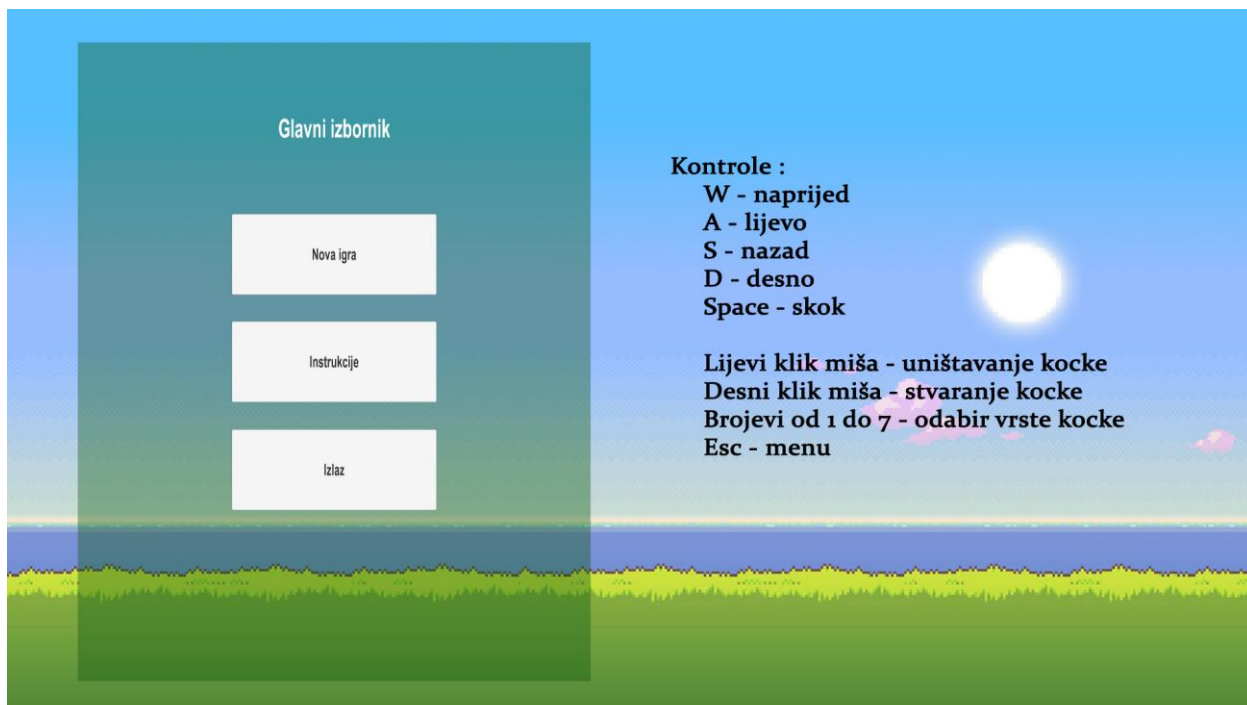 Glavni izbornik
Nova igra
Instrukcije
Izlaz
Kontrole :
W - naprijed
A - lijevo
S - nazad
D - desno
Space - skok
Lijevi klik miša - uništavanje kocke
Desni klik miša - stvaranje kocke
Brojevi od 1 do 7 - odabir vrste kocke
Esc - menu